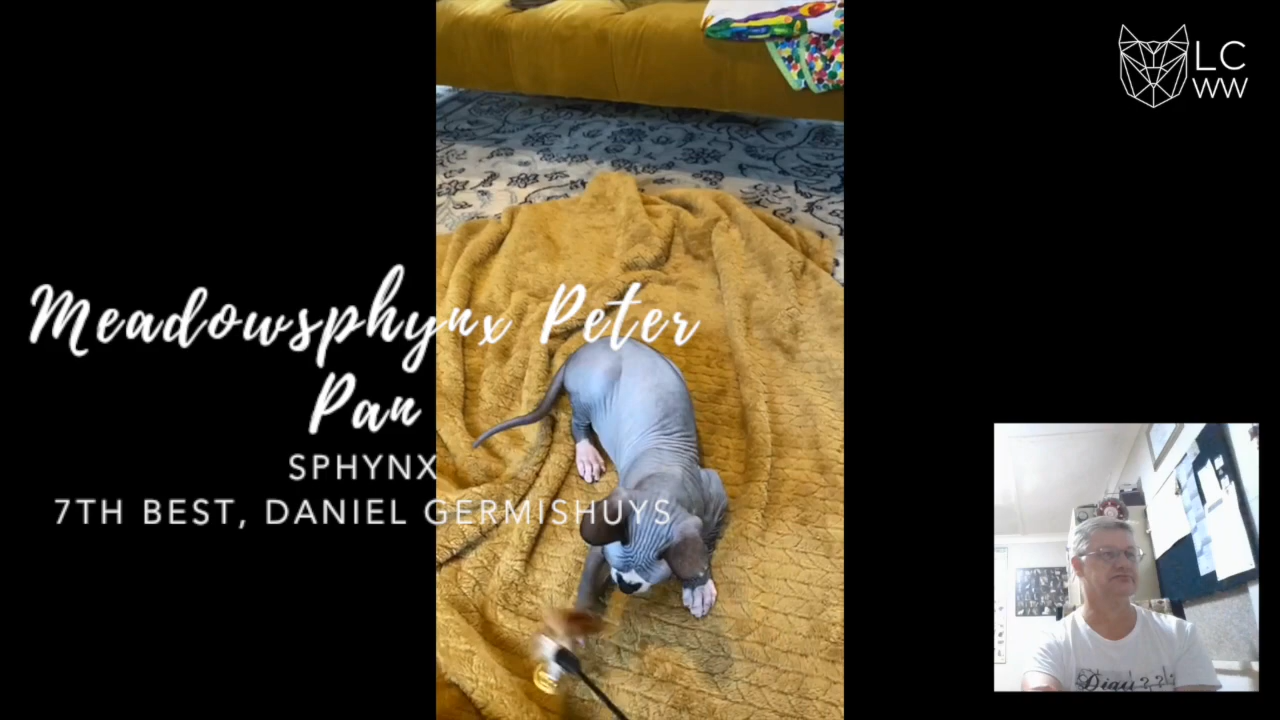 LC
WW
Meadowsphynx Peter
Pan
SPHYNX
7TH BEST, DANIEL GERMISHUYS